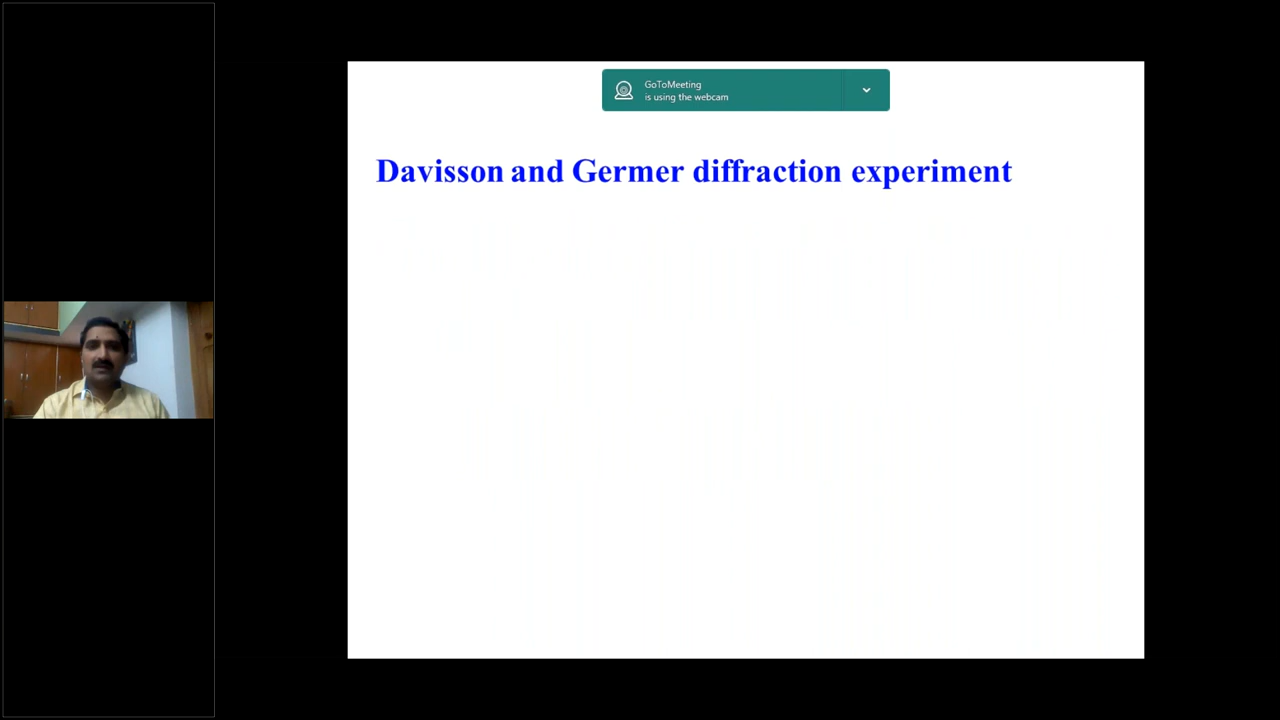 GoToMeeting
is using the webcam
Davisson and Germer diffraction experiment